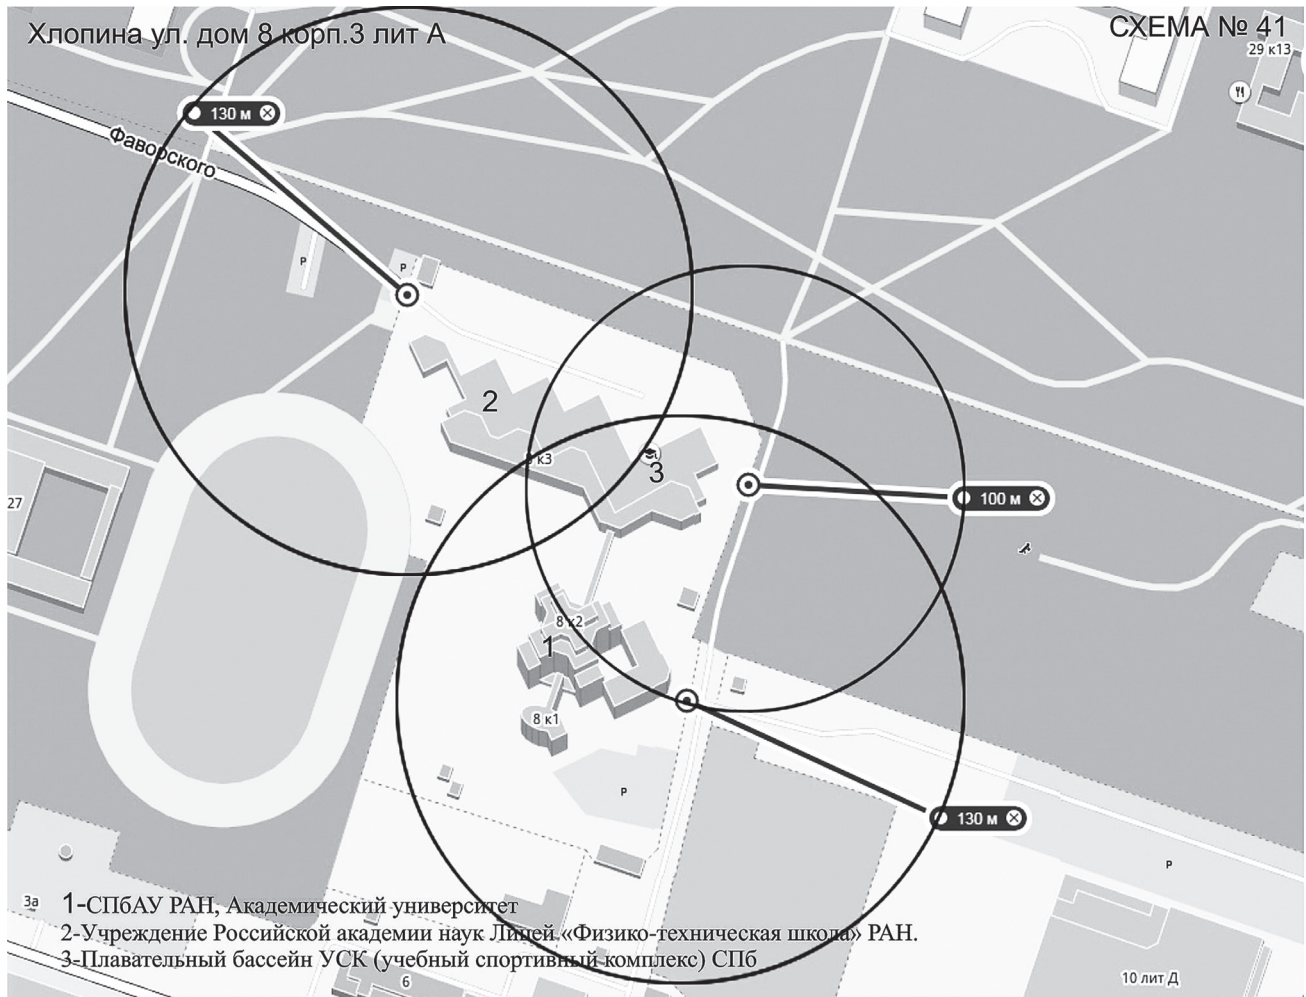 Хлопина ул. дом 8 корп.3 лит А
СХЕМА № 41
29 к13
130 м
Фаворского
P
P
2
к3
3
27
100 м
8 к2
1
8 к1
P
130 м
P
3а
1-СПбАУ РАН, Академический университет
2-Учреждение Российской академии наук Лицей «Физико-техническая школа» РАН.
3-Плавательный бассейн УСК (учебный спортивный комплекс) СПб
6
10 лит Д